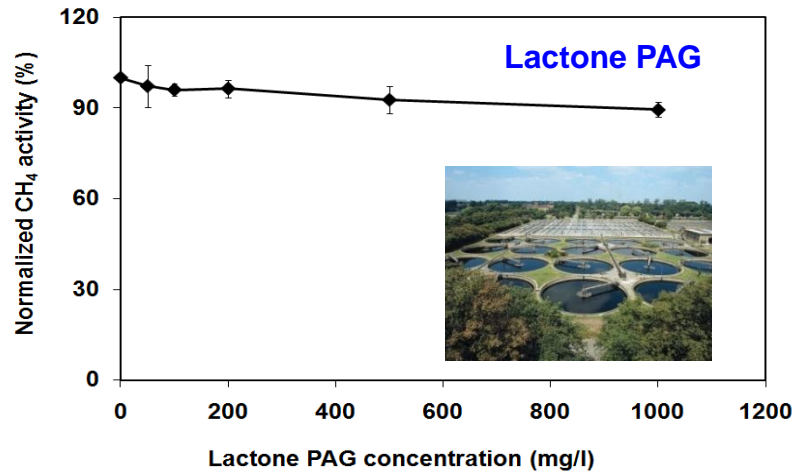 120
Lactone PAG
90
60
30
0
Normalized CH₄ activity (%)
0 200 400 600 800 1000 1200
Lactone PAG concentration (mg/l)